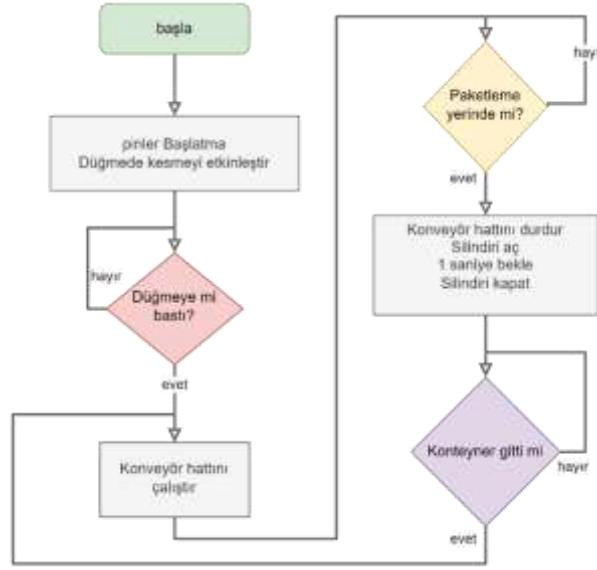 başla
pinler Başlatma
Düğmede kesmeyi etkinleştir
hayır
Düğmeye mi
bastı?
evet
Konveyör hattını
çalıştır
hayır
Paketleme
yerinde mi?
evet
Konveyör hattını durdur
Silindiri aç
1 saniye bekle
Silindiri kapat
Konteyner gitti mi
hayır
evet